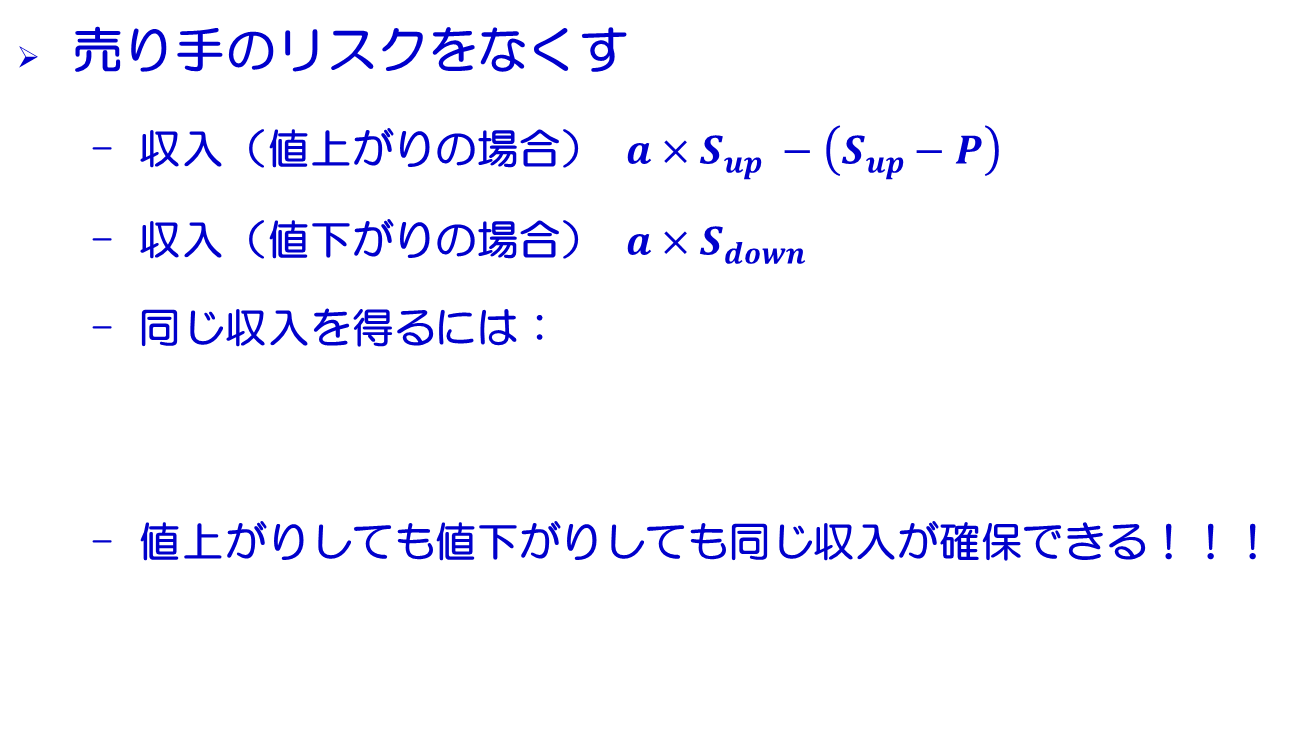 ➢ 売り手のリスクをなくす
– 収入（値上がりの場合） a × S_up − (S_up − P)
– 収入（値下がりの場合） a × S_down
– 同じ収入を得るには：
– 値上がりしても値下がりしても同じ収入が確保できる！！！